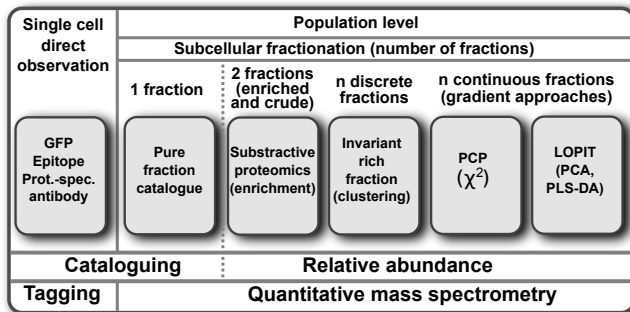 Single cell
direct
observation
Population level
Subcellular fractionation (number of fractions)
1 fraction
2 fractions
(enriched
and crude)
n discrete
fractions
n continuous fractions
(gradient approaches)
GFP
Epitope
Prot.-spec.
antibody
Pure
fraction
catalogue
Substractive
proteomics
(enrichment)
Invariant
rich
fraction
(clustering)
PCP
(χ²)
LOPIT
(PCA,
PLS-DA)
Cataloguing
Relative abundance
Tagging
Quantitative mass spectrometry